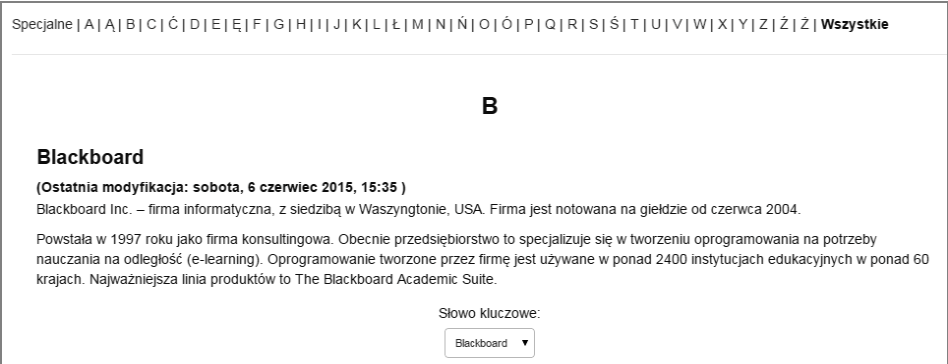 Specjalne | A | Ą | B | C | Ć | D | E | Ę | F | G | H | I | J | K | L | Ł | M | N | Ń | O | Ó | P | Q | R | S | Ś | T | U | V | W | X | Y | Z | Ź | Ż | Wszystkie
B
Blackboard
(Ostatnia modyfikacja: sobota, 6 czerwiec 2015, 15:35 )
Blackboard Inc. – firma informatyczna, z siedzibą w Waszyngtonie, USA. Firma jest notowana na giełdzie od czerwca 2004.
Powstała w 1997 roku jako firma konsultingowa. Obecnie przedsiębiorstwo to specjalizuje się w tworzeniu oprogramowania na potrzeby
nauczania na odległość (e-learning). Oprogramowanie tworzone przez firmę jest używane w ponad 2400 instytucjach edukacyjnych w ponad 60
krajach. Najważniejsza linia produktów to The Blackboard Academic Suite.
Słowo kluczowe:
Blackboard